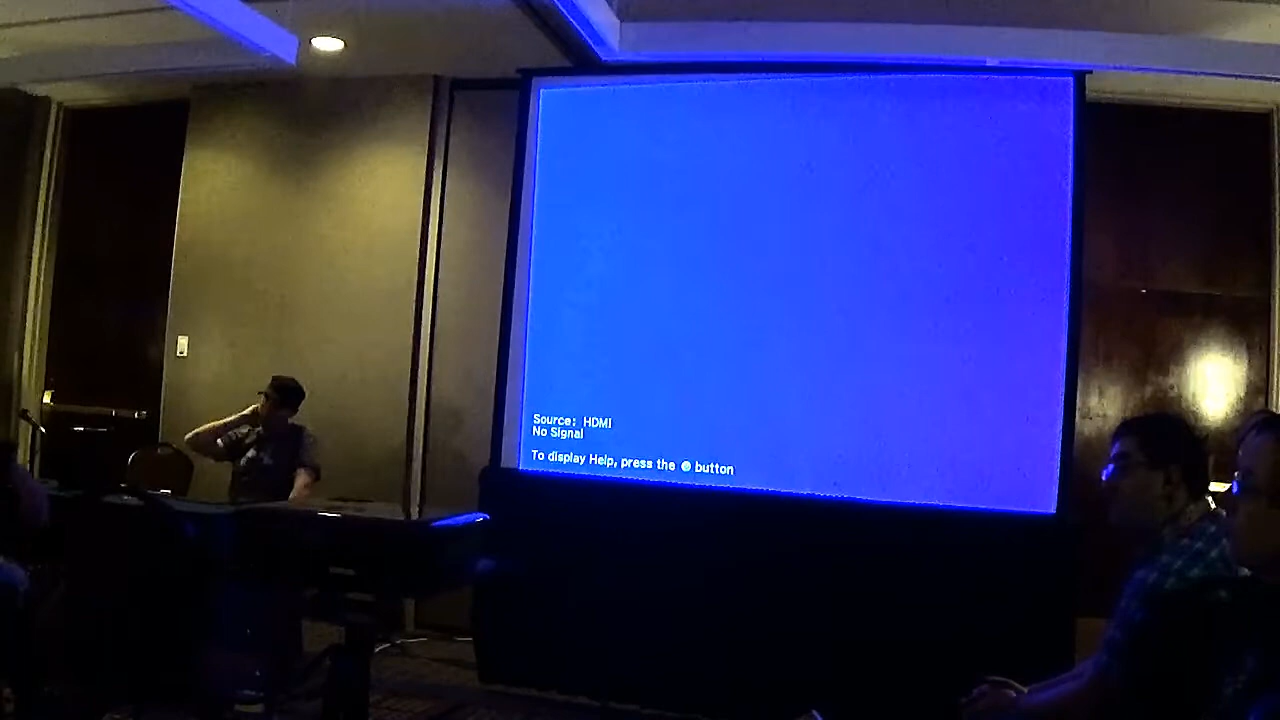 Source: HDMI
No Signal
To display Help, press the button